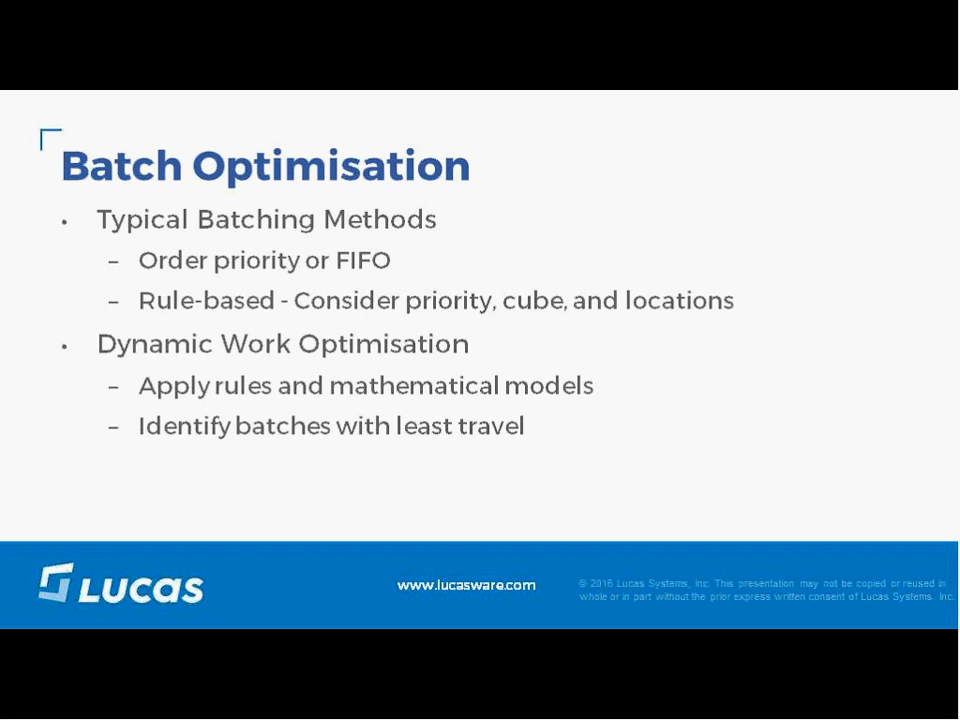 Batch Optimisation
• Typical Batching Methods
– Order priority or FIFO
– Rule-based - Consider priority, cube, and locations
• Dynamic Work Optimisation
– Apply rules and mathematical models
– Identify batches with least travel
LUCAS
www.lucasware.com
© 2016 Lucas Systems, Inc. This presentation may not be copied or reused in
whole or in part without the prior express written consent of Lucas Systems, Inc.